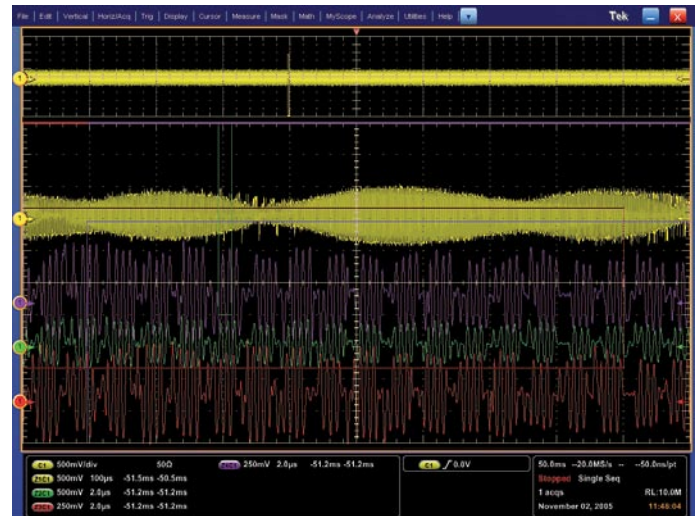 File | Edit | Vertical | Horiz/Acq | Trig | Display | Cursor | Measure | Mask | Math | MyScope | Analyze | Utilities | Help
Tek
1
1
C1 500mV/div 50Ω
Z1C1 500mV 100µs -51.5ms -50.5ms
Z2C1 500mV 2.0µs -51.2ms -51.2ms
Z3C1 250mV 2.0µs -51.2ms -51.2ms
250mV 2.0µs -51.2ms -51.2ms
C1 / 0.0V
50.0ms 20.0MS/s 50.0ns/pt
Stopped Single Seq
1 acqs RL:10.0M
November 02, 2005 11:48:04